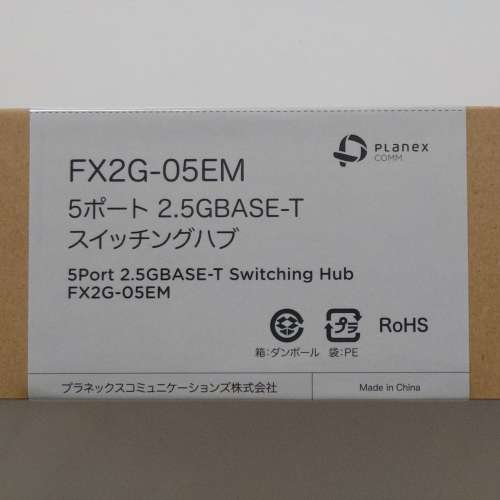 PLANEX
COMM.
FX2G-05EM
5ポート 2.5GBASE-T
スイッチングハブ
5Port 2.5GBASE-T Switching Hub
FX2G-05EM
プラ
RoHS
箱:ダンボール 袋:PE
プラネックスコミュニケーションズ株式会社
Made in China